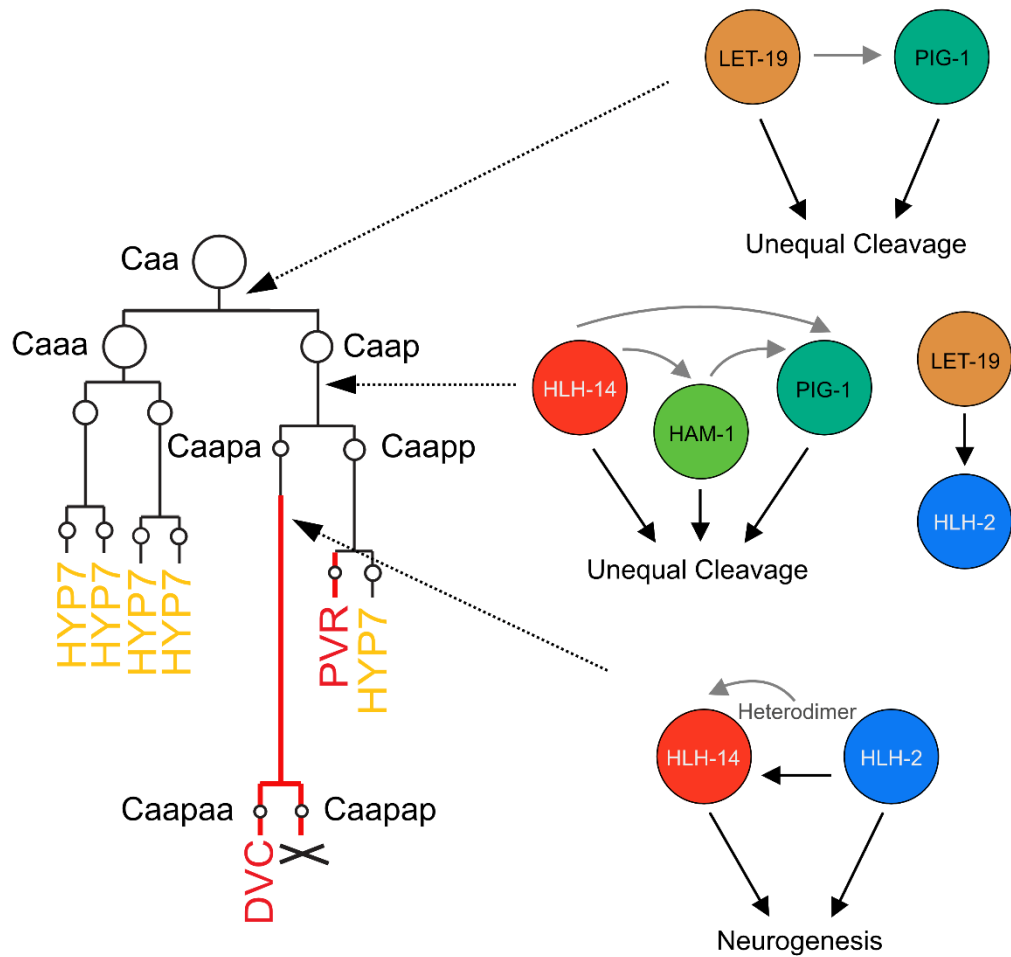 LET-19
PIG-1
Unequal Cleavage
Caa
Caaa
Caap
HLH-14
HAM-1
PIG-1
LET-19
HLH-2
Unequal Cleavage
Caapa
Caapp
HYP7
HYP7
HYP7
HYP7
PVR
HYP7
Heterodimer
HLH-14
HLH-2
Caapaa
Caapap
DVC
X
Neurogenesis